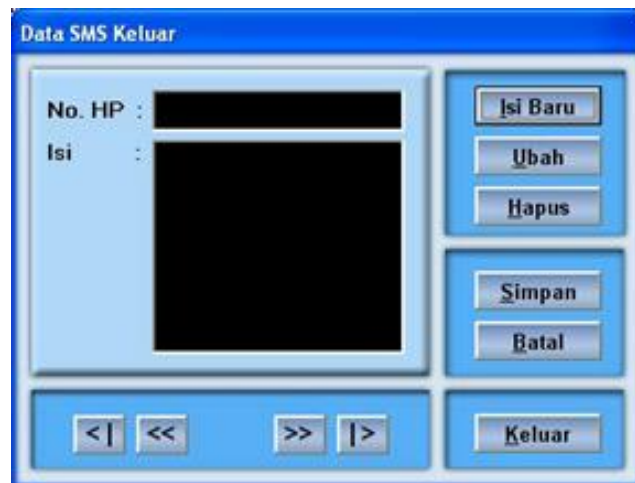 Data SMS Keluar
No. HP :
Isi :
Isi Baru
Ubah
Hapus
Simpan
Batal
<| << >> |>
Keluar